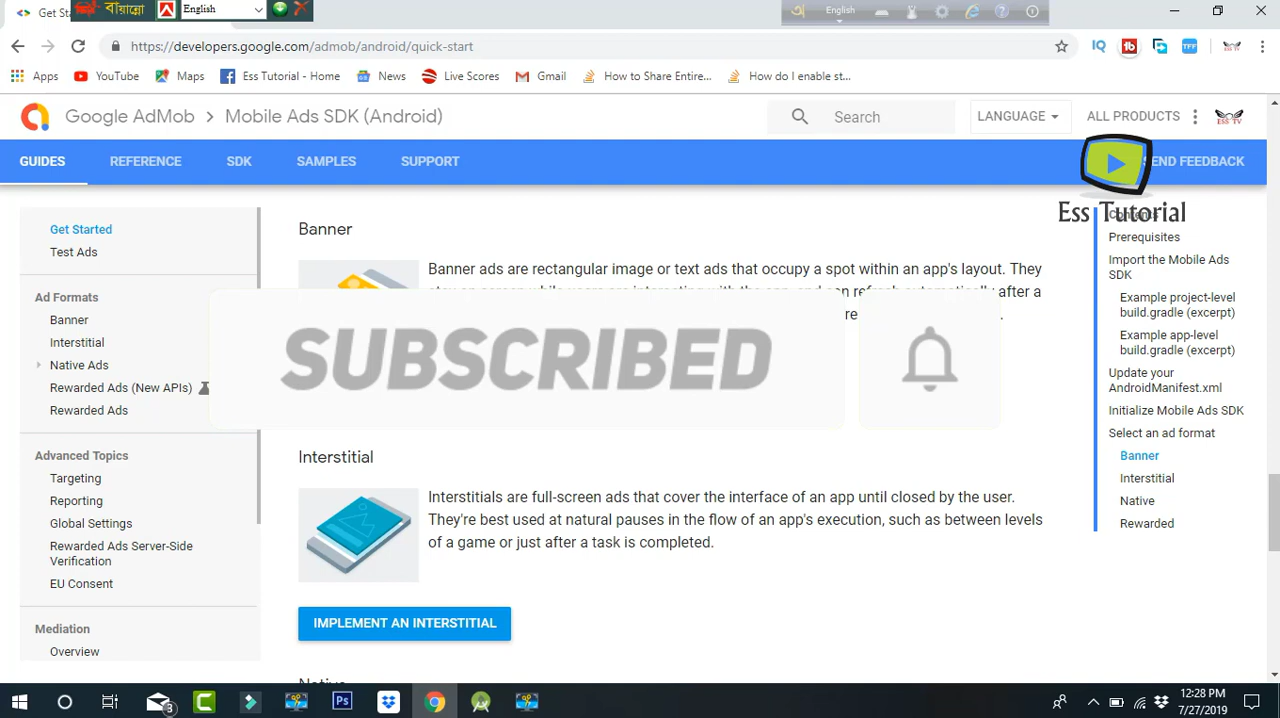 Get St
বাংলা
English
English
https://developers.google.com/admob/android/quick-start
Apps
YouTube
Maps
Ess Tutorial - Home
News
Live Scores
Gmail
How to Share Entire...
How do I enable st...
Google AdMob > Mobile Ads SDK (Android)
Search
LANGUAGE
ALL PRODUCTS
ESS TV
GUIDES
REFERENCE
SDK
SAMPLES
SUPPORT
SEND FEEDBACK
Ess Tutorial
Get Started
Test Ads
Ad Formats
Banner
Interstitial
Native Ads
Rewarded Ads (New APIs)
Rewarded Ads
Advanced Topics
Targeting
Reporting
Global Settings
Rewarded Ads Server-Side
Verification
EU Consent
Mediation
Overview
Banner
Banner ads are rectangular image or text ads that occupy a spot within an app's layout. They
SUBSCRIBED
Interstitial
Interstitials are full-screen ads that cover the interface of an app until closed by the user.
They're best used at natural pauses in the flow of an app's execution, such as between levels
of a game or just after a task is completed.
IMPLEMENT AN INTERSTITIAL
Contents
Prerequisites
Import the Mobile Ads
SDK
Example project-level
build.gradle (excerpt)
Example app-level
build.gradle (excerpt)
Update your
AndroidManifest.xml
Initialize Mobile Ads SDK
Select an ad format
Banner
Interstitial
Native
Rewarded
3
Ps
12:28 PM
7/27/2019